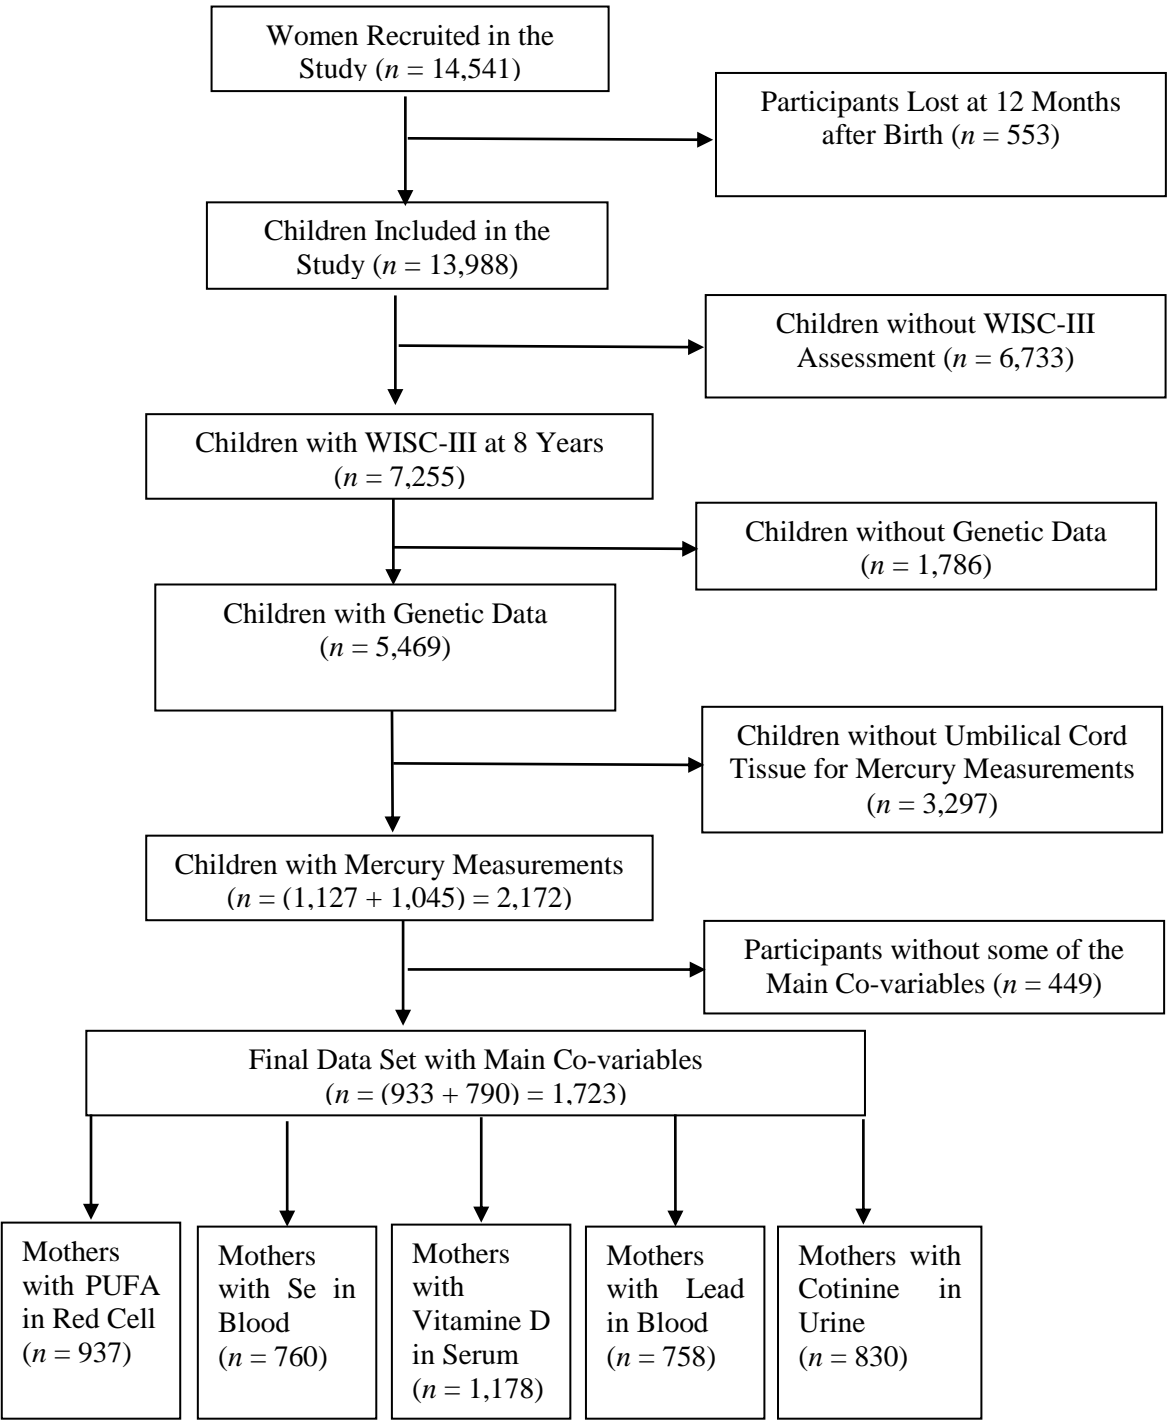 Women Recruited in the
Study (n = 14,541)
Participants Lost at 12 Months
after Birth (n = 553)
Children Included in the
Study (n = 13,988)
Children without WISC-III
Assessment (n = 6,733)
Children with WISC-III at 8 Years
(n = 7,255)
Children without Genetic Data
(n = 1,786)
Children with Genetic Data
(n = 5,469)
Children without Umbilical Cord
Tissue for Mercury Measurements
(n = 3,297)
Children with Mercury Measurements
(n = (1,127 + 1,045) = 2,172)
Participants without some of the
Main Co-variables (n = 449)
Final Data Set with Main Co-variables
(n = (933 + 790) = 1,723)
Mothers
with PUFA
in Red Cell
(n = 937)
Mothers
with Se in
Blood
(n = 760)
Mothers
with
Vitamine D
in Serum
(n = 1,178)
Mothers
with Lead
in Blood
(n = 758)
Mothers with
Cotinine in
Urine
(n = 830)